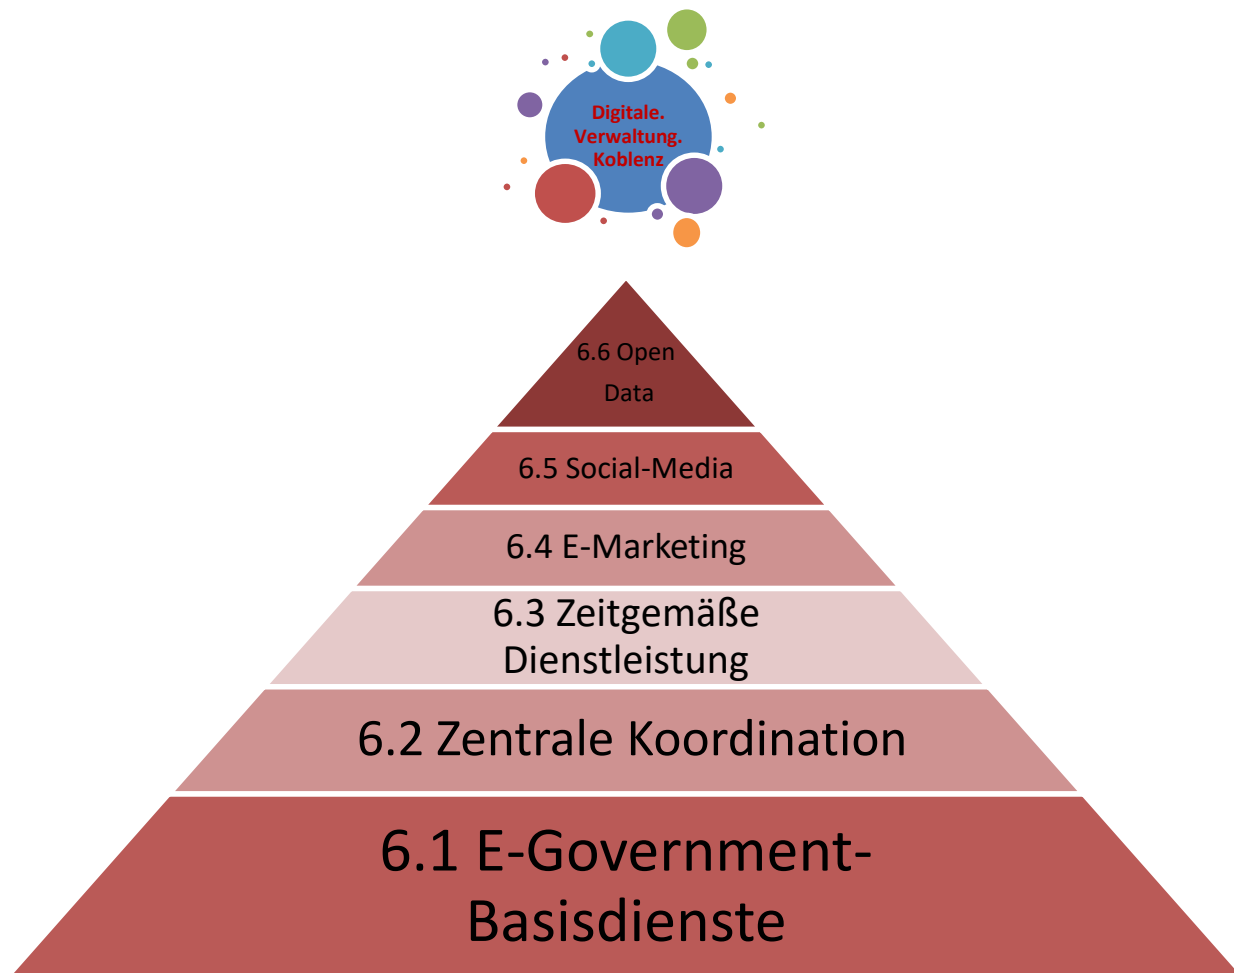 Digitale.
Verwaltung.
Koblenz
6.6 Open
Data
6.5 Social-Media
6.4 E-Marketing
6.3 Zeitgemäße
Dienstleistung
6.2 Zentrale Koordination
6.1 E-Government-
Basisdienste